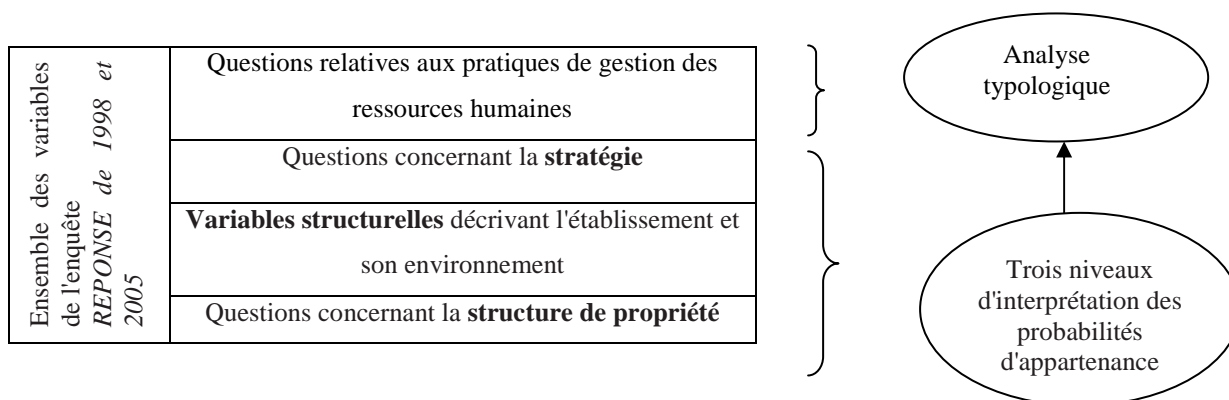 Ensemble des variables
de l'enquête
REPONSE de 1998 et
2005
Questions relatives aux pratiques de gestion des
ressources humaines
Questions concernant la stratégie
Variables structurelles décrivant l'établissement et
son environnement
Questions concernant la structure de propriété
Analyse
typologique
Trois niveaux
d'interprétation des
probabilités
d'appartenance